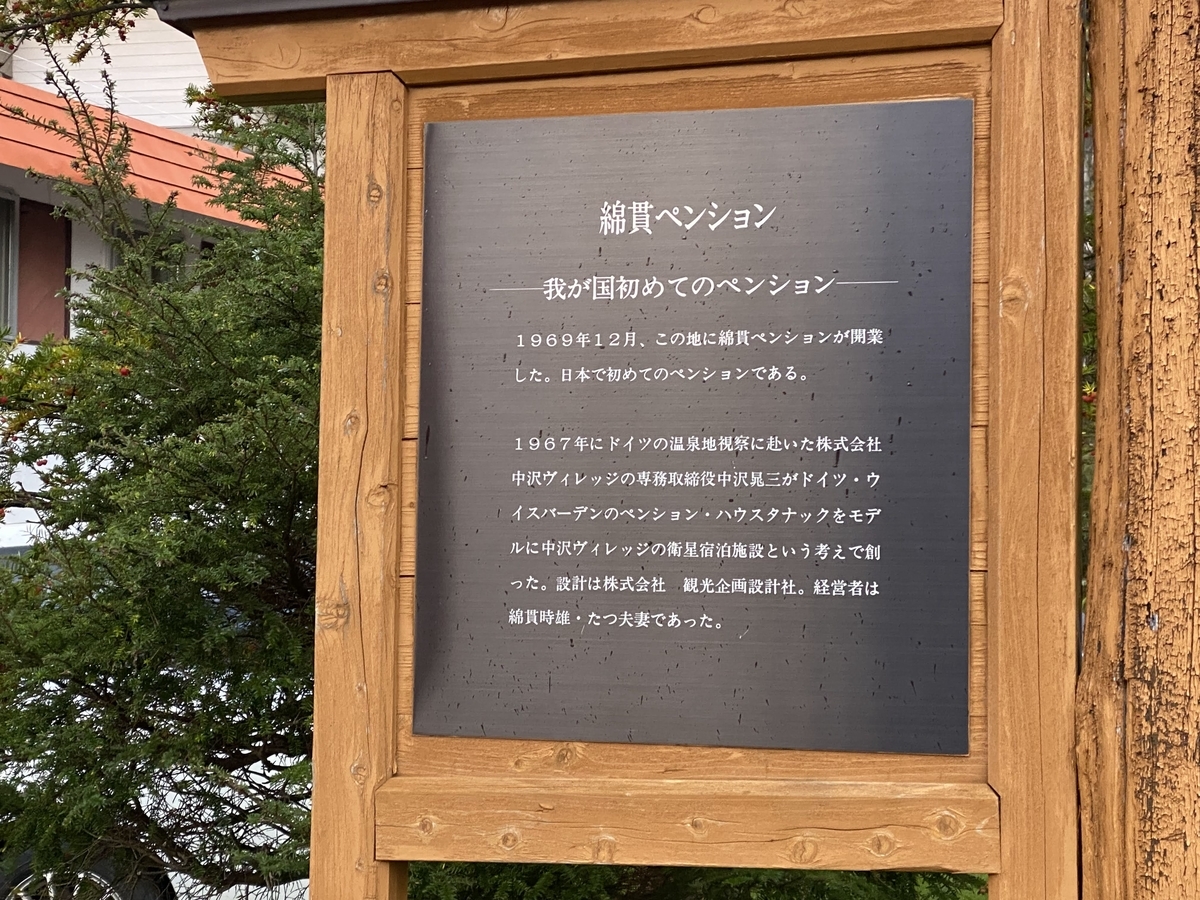 綿貫ペンション
――我が国初めてのペンション――
１９６９年１２月、この地に綿貫ペンションが開業
した。日本で初めてのペンションである。
１９６７年にドイツの温泉地視察に赴いた株式会社
中沢ヴィレッジの専務取締役中沢晁三がドイツ・ウ
イスバーデンのペンション・ハウスタナックをモデ
ルに中沢ヴィレッジの衛星宿泊施設という考えで創
った。設計は株式会社　観光企画設計社。経営者は
綿貫時雄・たつ夫妻であった。